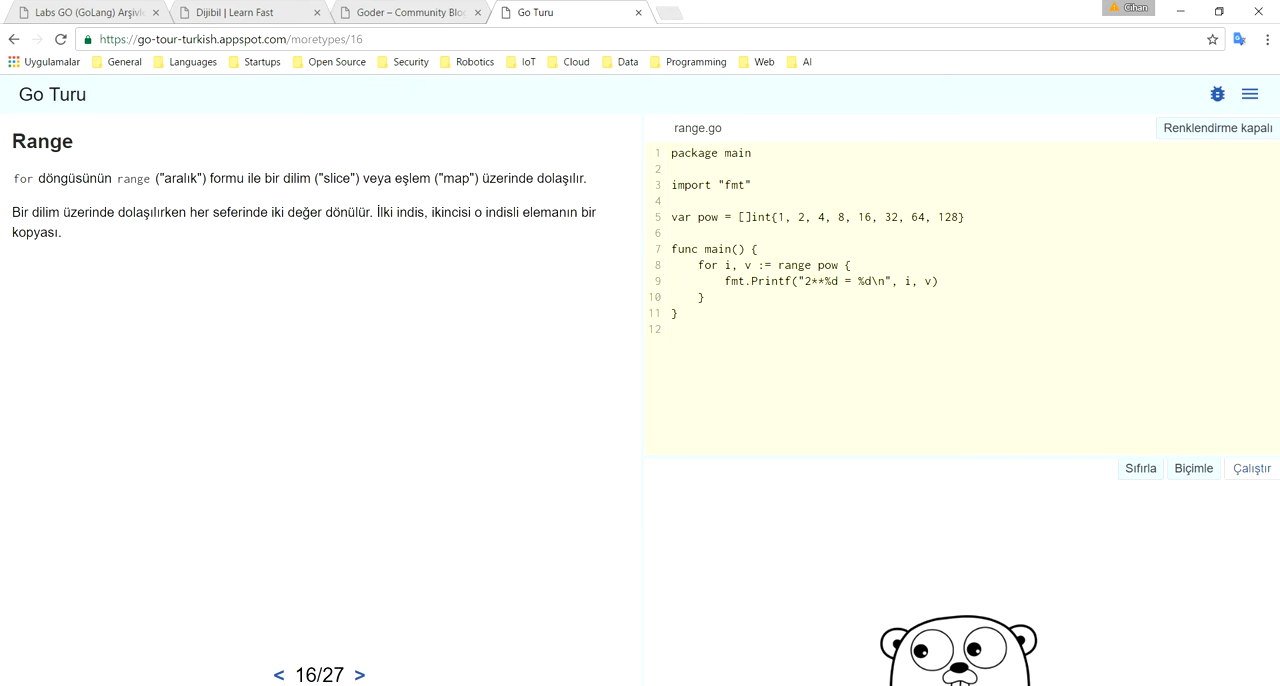 Labs GO (GoLang) Arşivle
Dijibil | Learn Fast
Goder – Community Bloc
Go Turu
Cihan
https://go-tour-turkish.appspot.com/moretypes/16
Uygulamalar General Languages Startups Open Source Security Robotics IoT Cloud Data Programming Web AI
Go Turu
Range
for döngüsünün range ("aralık") formu ile bir dilim ("slice") veya eşlem ("map") üzerinde dolaşılır.
Bir dilim üzerinde dolaşılırken her seferinde iki değer dönülür. İlki indis, ikincisi o indisli elemanın bir
kopyası.
< 16/27 >
range.go
Renklendirme kapalı
1 package main
2
3 import "fmt"
4
5 var pow = []int{1, 2, 4, 8, 16, 32, 64, 128}
6
7 func main() {
8     for i, v := range pow {
9         fmt.Printf("2**%d = %d\n", i, v)
10     }
11 }
12
Sıfırla Biçimle Çalıştır